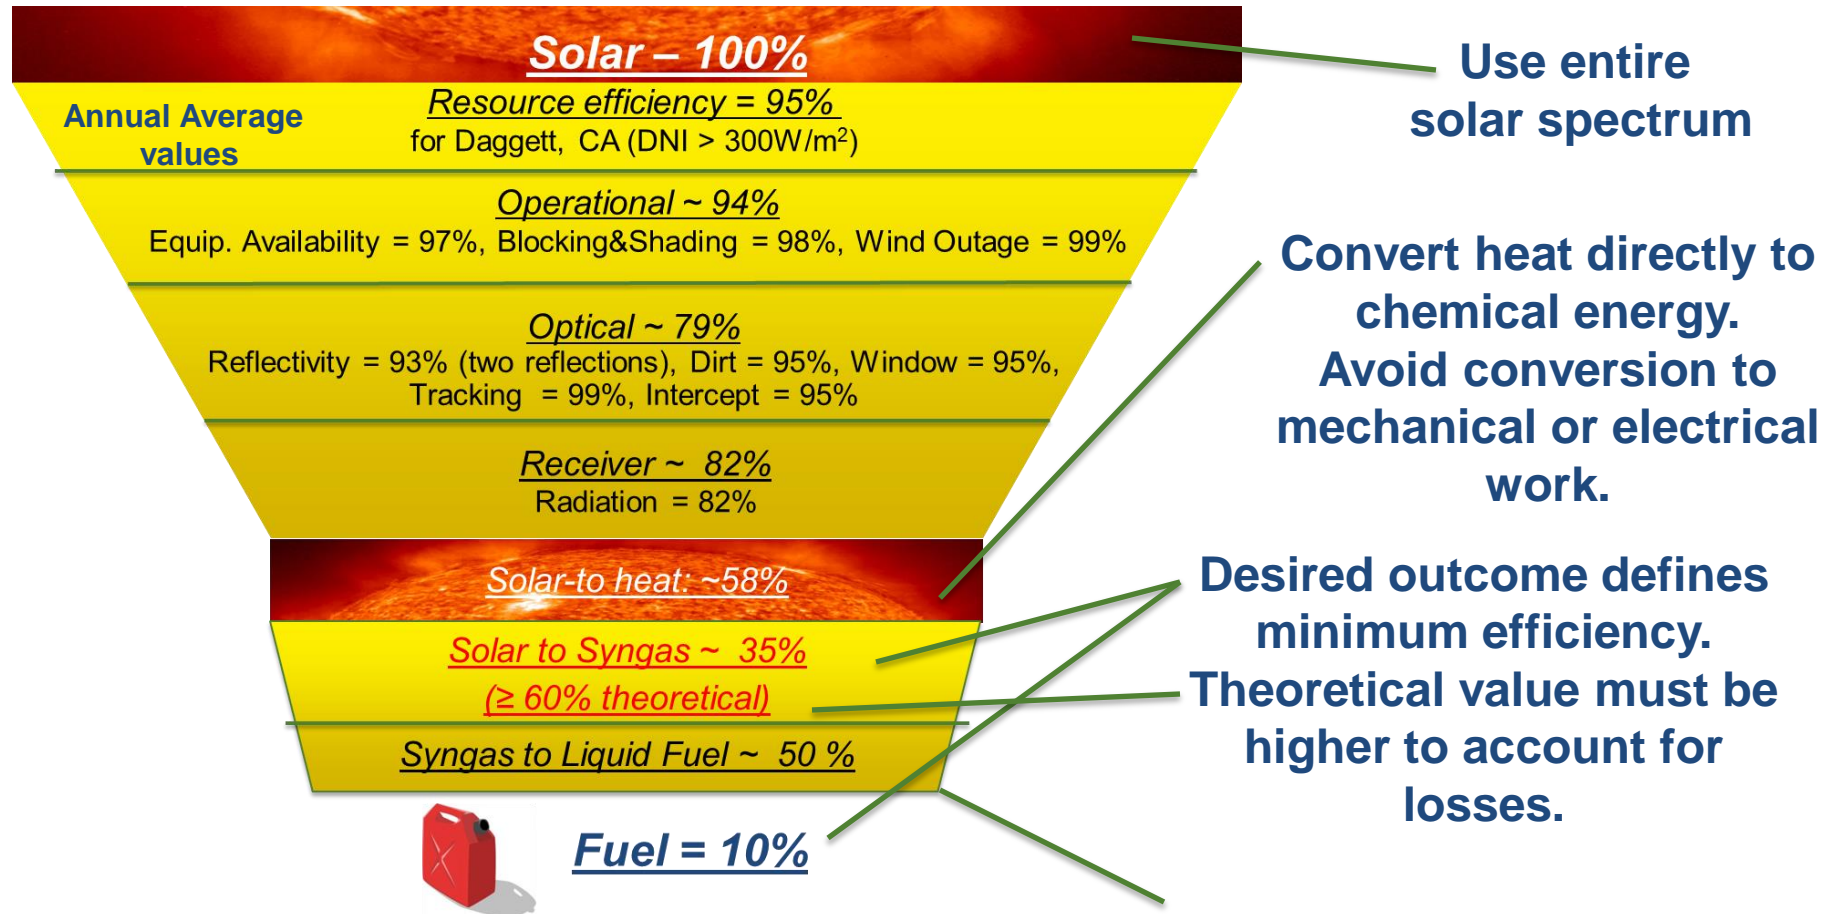 Solar – 100%
Annual Average
values
Resource efficiency = 95%
for Daggett, CA (DNI > 300W/m²)
Operational ~ 94%
Equip. Availability = 97%, Blocking&Shading = 98%, Wind Outage = 99%
Optical ~ 79%
Reflectivity = 93% (two reflections), Dirt = 95%, Window = 95%,
Tracking = 99%, Intercept = 95%
Receiver ~ 82%
Radiation = 82%
Solar-to heat: ~58%
Solar to Syngas ~ 35%
(≥ 60% theoretical)
Syngas to Liquid Fuel ~ 50 %
Fuel = 10%
Use entire
solar spectrum
Convert heat directly to
chemical energy.
Avoid conversion to
mechanical or electrical
work.
Desired outcome defines
minimum efficiency.
Theoretical value must be
higher to account for
losses.